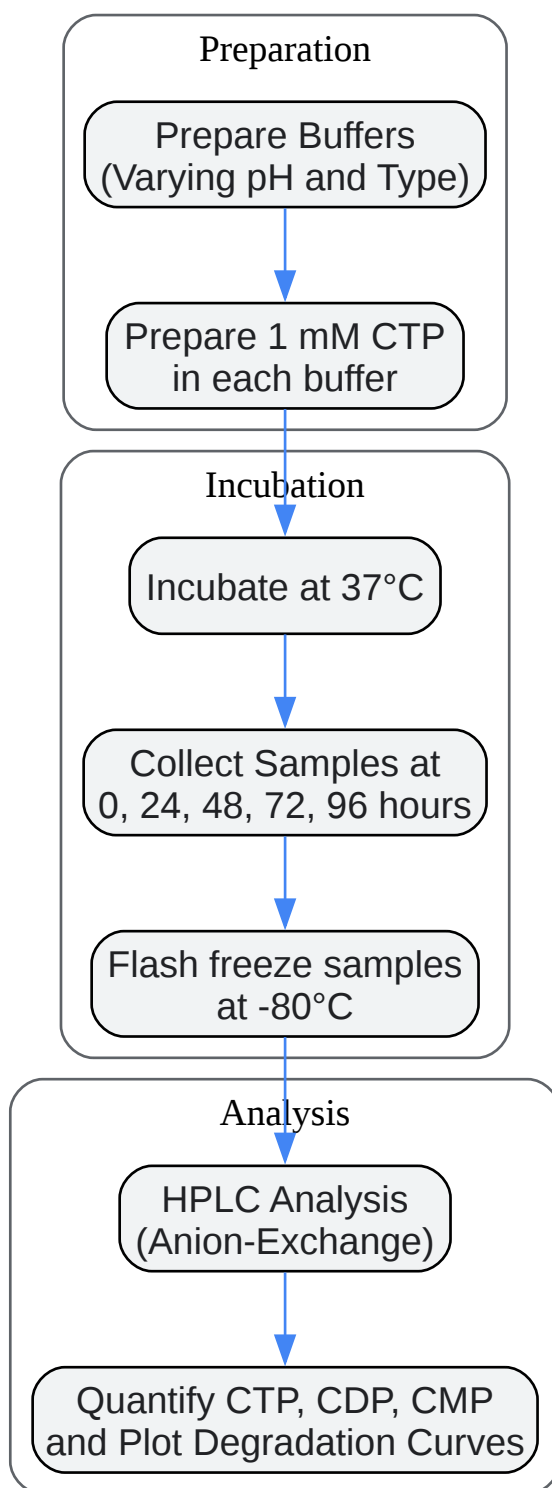 Preparation
Prepare Buffers
(Varying pH and Type)
Prepare 1 mM CTP
in each buffer
Incubation
Incubate at 37°C
Collect Samples at
0, 24, 48, 72, 96 hours
Flash freeze samples
at -80°C
Analysis
HPLC Analysis
(Anion-Exchange)
Quantify CTP, CDP, CMP
and Plot Degradation Curves